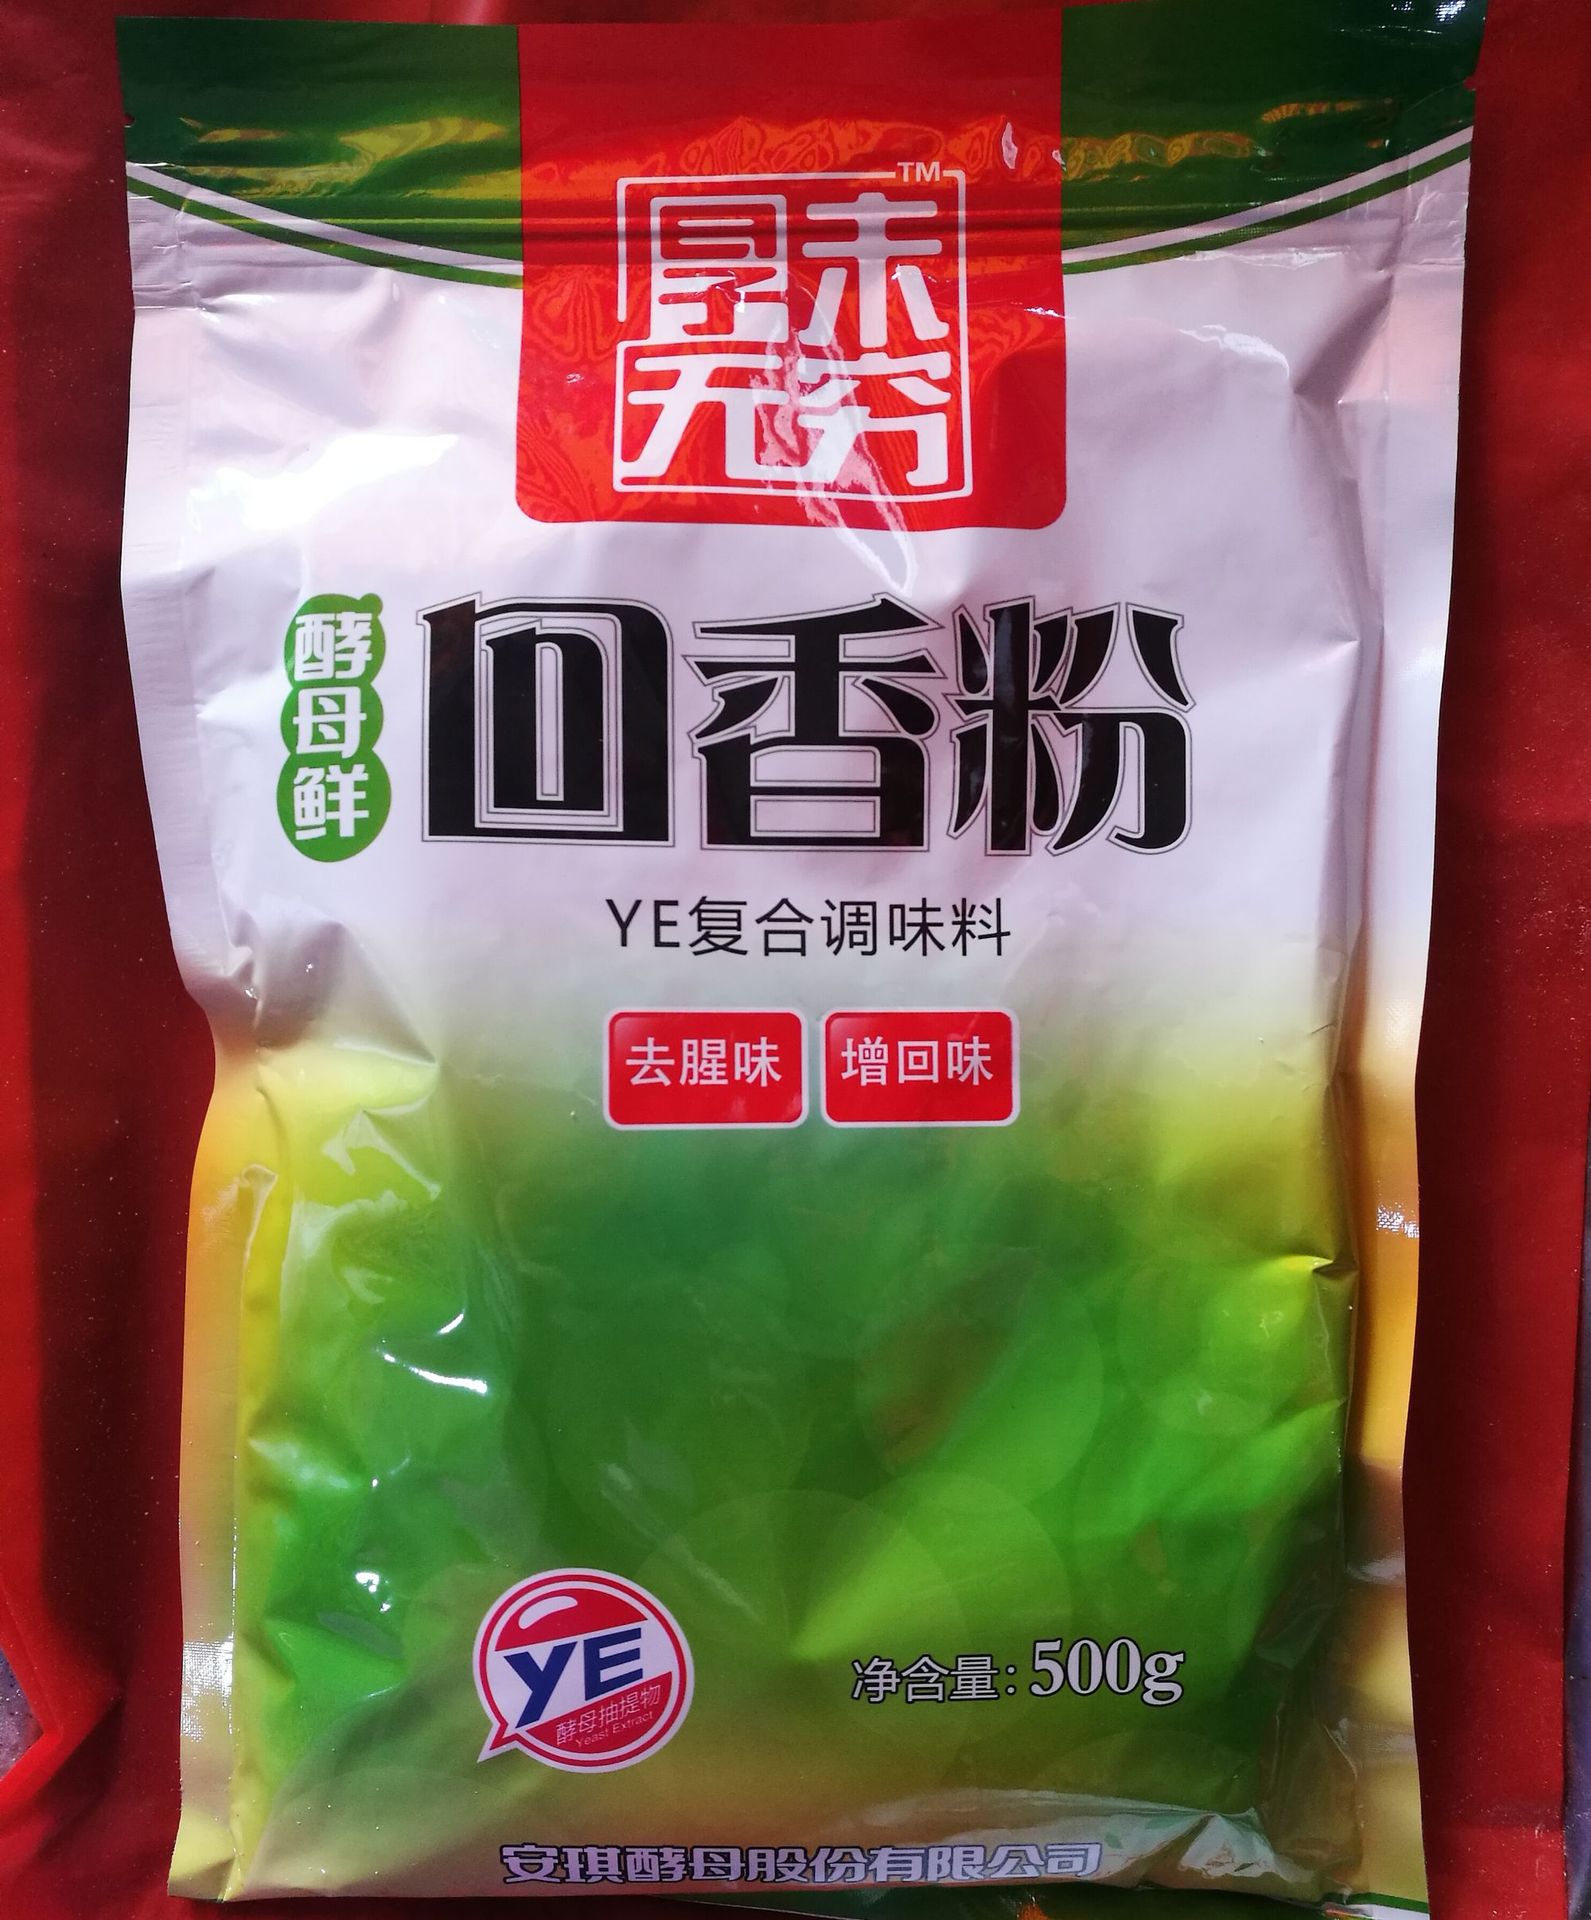 厚味
无穷
TM
酵母鲜
回香粉
YE复合调味料
去腥味 增回味
YE
酵母抽提物
Yeast Extract
净含量：500g
安琪酵母股份有限公司